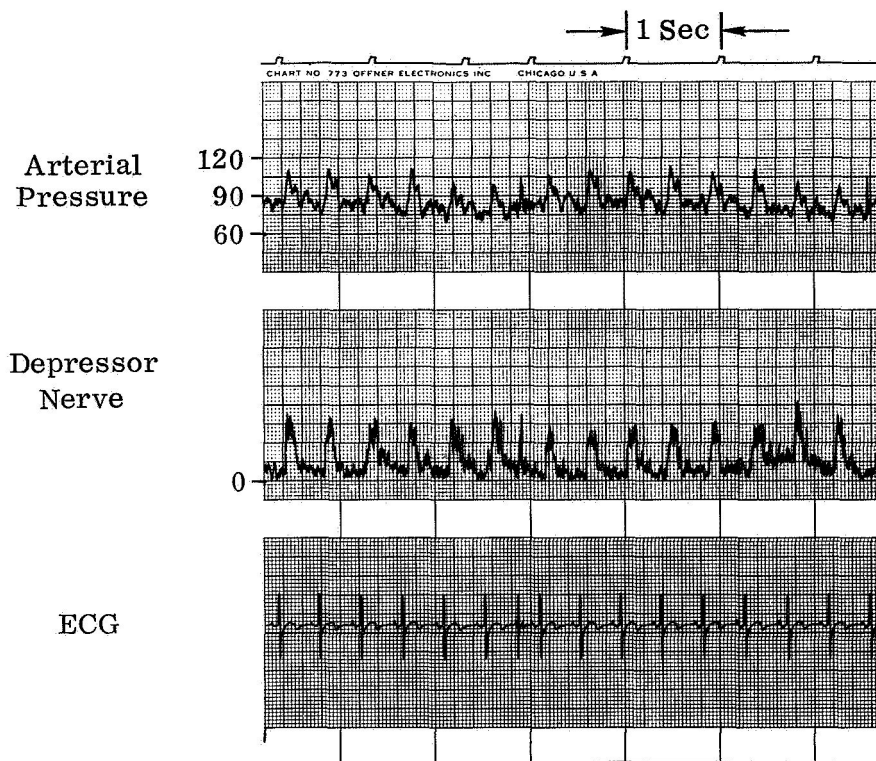 1 Sec
CHART NO 773 OFFNER ELECTRONICS INC CHICAGO U S A
Arterial
Pressure
120
90
60
Depressor
Nerve
0
ECG